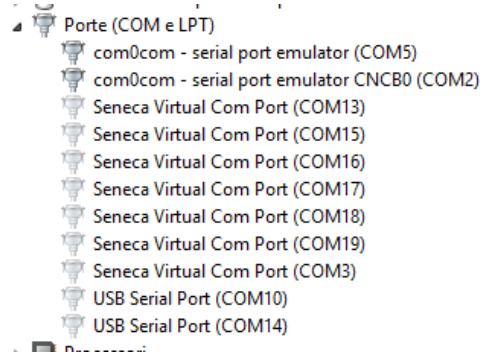 Porte (COM e LPT)
com0com - serial port emulator (COM5)
com0com - serial port emulator CNCB0 (COM2)
Seneca Virtual Com Port (COM13)
Seneca Virtual Com Port (COM15)
Seneca Virtual Com Port (COM16)
Seneca Virtual Com Port (COM17)
Seneca Virtual Com Port (COM18)
Seneca Virtual Com Port (COM19)
Seneca Virtual Com Port (COM3)
USB Serial Port (COM10)
USB Serial Port (COM14)